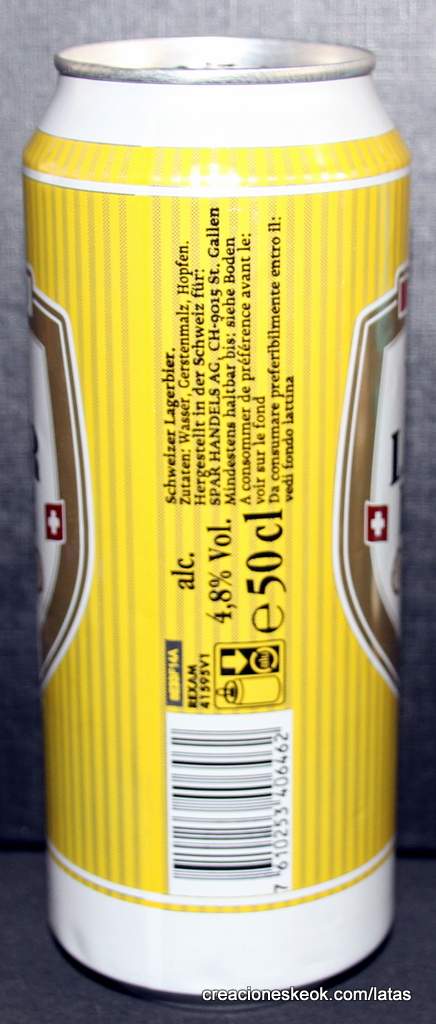 Schweizer Lagerbier.
Zutaten: Wasser, Gerstenmalz, Hopfen.
Hergestellt in der Schweiz für:
SPAR HANDELS AG, CH-9015 St. Gallen
Mindestens haltbar bis: siehe Boden
A consommer de préférence avant le:
voir sur le fond
Da consumare preferibilmente entro il:
vedi fondo lattina
alc.
4,8% Vol.
e 50 cl
REXAM
41595V1
alu
7 610253 406462
creacioneskeok.com/latas